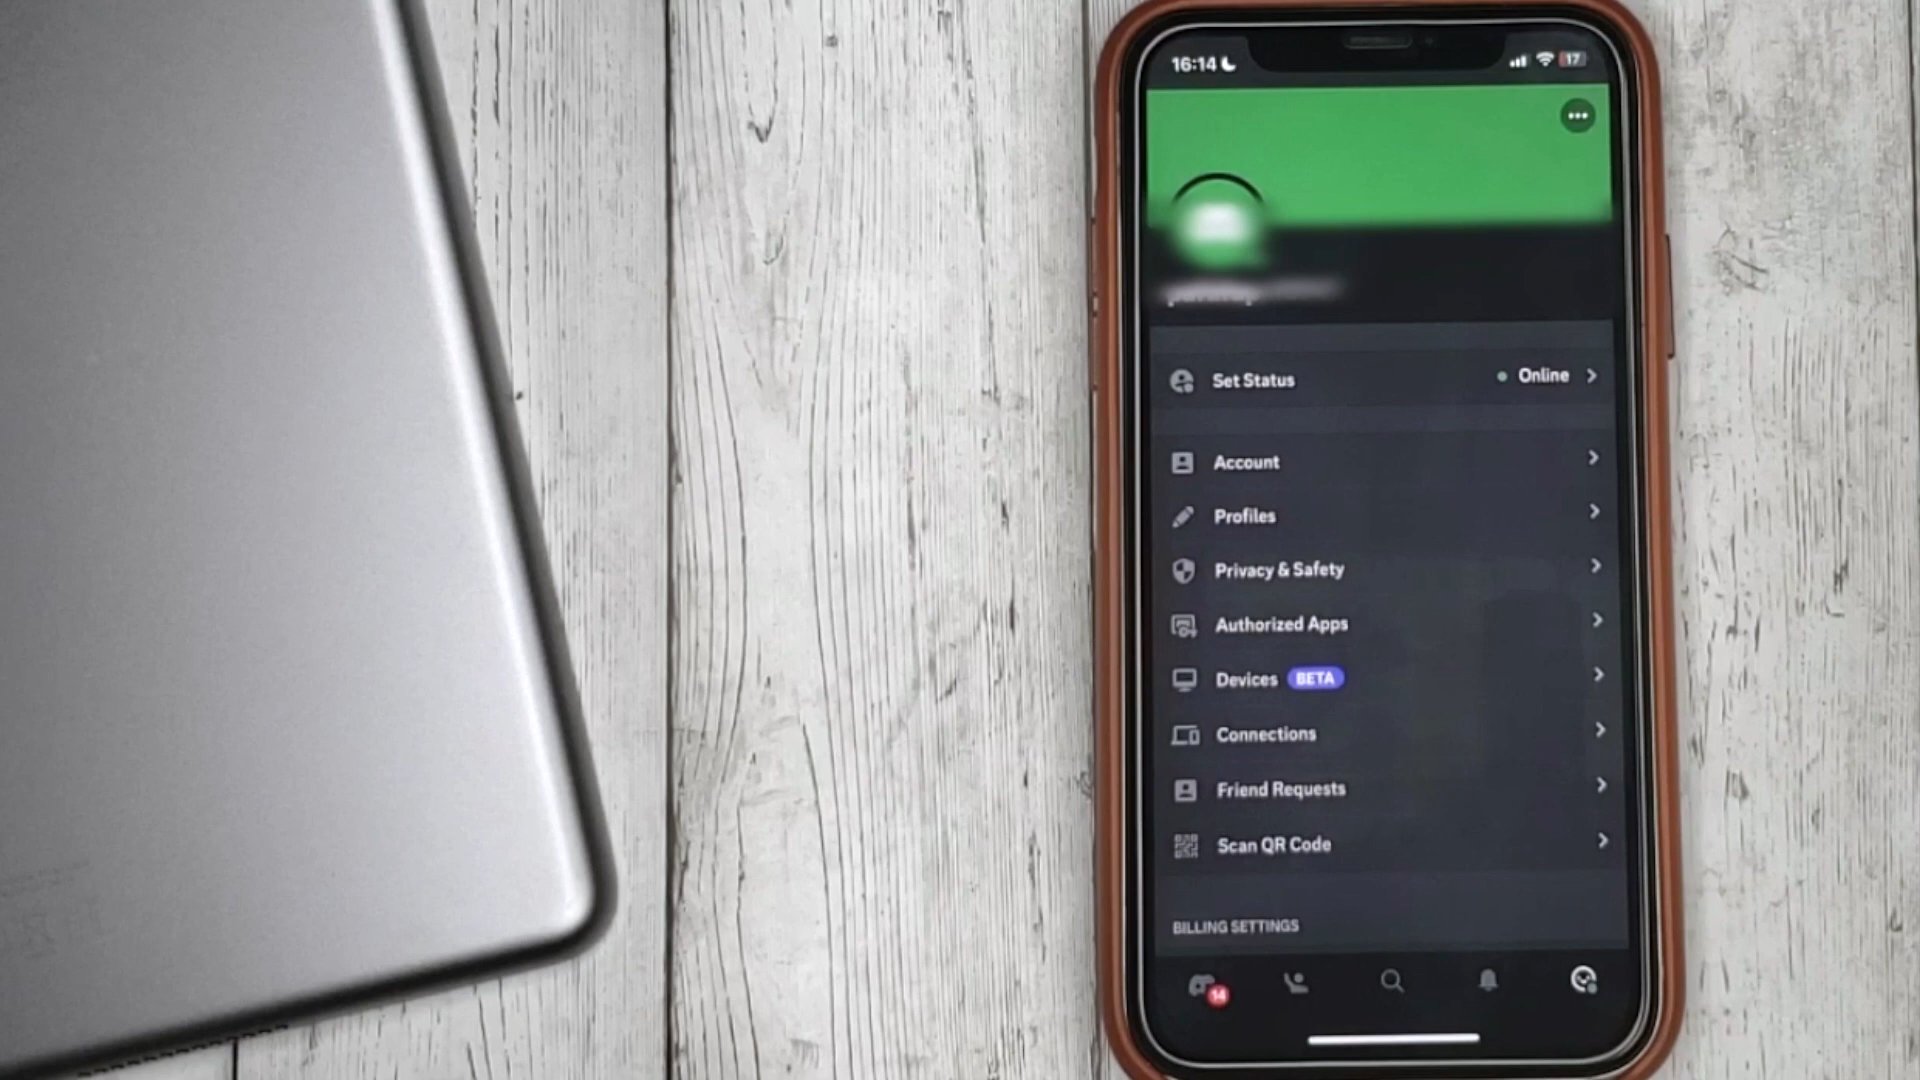 16:14
17
Set Status
Online
Account
Profiles
Privacy & Safety
Authorized Apps
Devices BETA
Connections
Friend Requests
Scan QR Code
BILLING SETTINGS
14